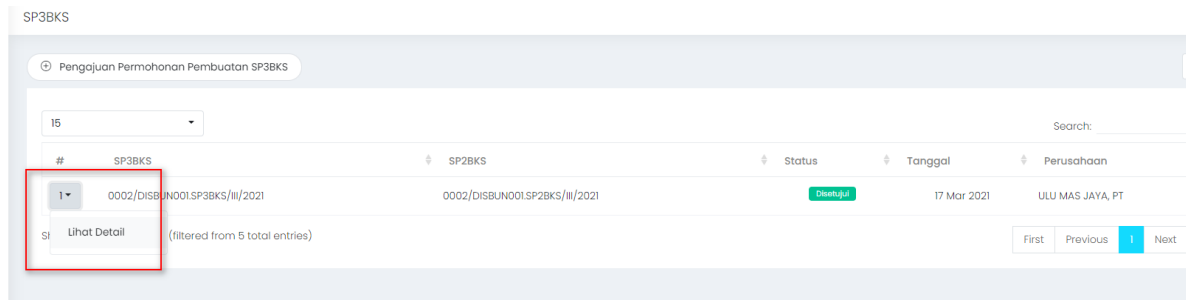 SP3BKS
Pengajuan Permohonan Pembuatan SP3BKS
15
Search:
# SP3BKS SP2BKS Status Tanggal Perusahaan
1 0002/DISBUN001.SP3BKS/III/2021 0002/DISBUN001.SP2BKS/III/2021 Disetujui 17 Mar 2021 ULU MAS JAYA, PT
Lihat Detail
(filtered from 5 total entries)
First Previous 1 Next